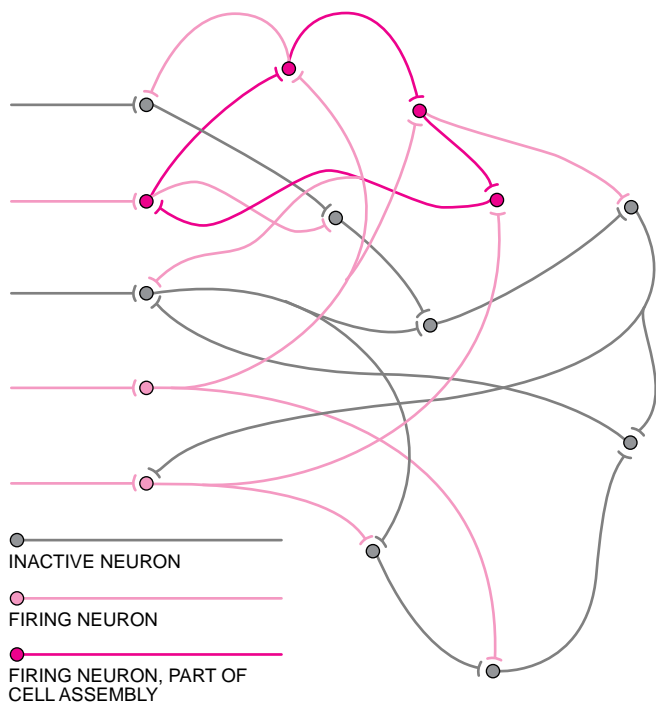 INACTIVE NEURON
FIRING NEURON
FIRING NEURON, PART OF
CELL ASSEMBLY